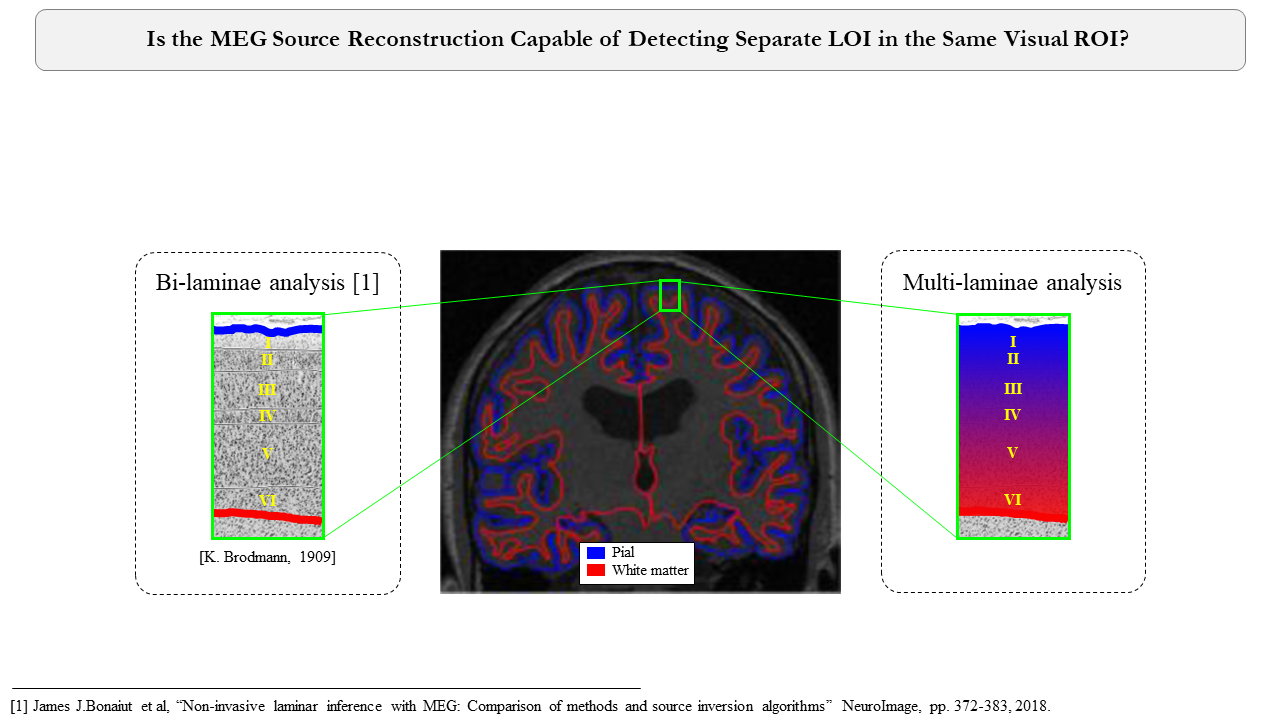 Is the MEG Source Reconstruction Capable of Detecting Separate LOI in the Same Visual ROI?
Bi-laminae analysis [1]
I
II
III
IV
V
VI
[K. Brodmann, 1909]
Pial
White matter
Multi-laminae analysis
I
II
III
IV
V
VI
[1] James J.Bonaiut et al, “Non-invasive laminar inference with MEG: Comparison of methods and source inversion algorithms” NeuroImage, pp. 372-383, 2018.